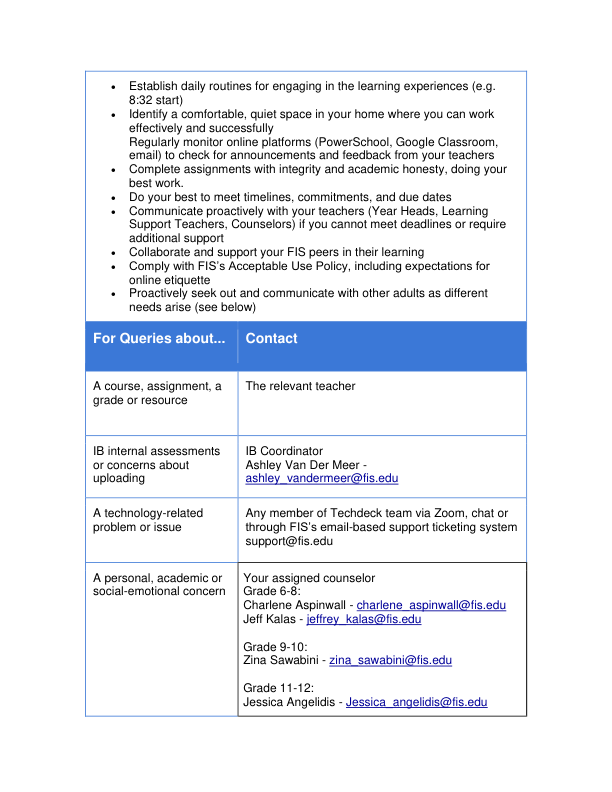 • Establish daily routines for engaging in the learning experiences (e.g.
8:32 start)
• Identify a comfortable, quiet space in your home where you can work
effectively and successfully
Regularly monitor online platforms (PowerSchool, Google Classroom,
email) to check for announcements and feedback from your teachers
• Complete assignments with integrity and academic honesty, doing your
best work.
• Do your best to meet timelines, commitments, and due dates
• Communicate proactively with your teachers (Year Heads, Learning
Support Teachers, Counselors) if you cannot meet deadlines or require
additional support
• Collaborate and support your FIS peers in their learning
• Comply with FIS's Acceptable Use Policy, including expectations for
online etiquette
• Proactively seek out and communicate with other adults as different
needs arise (see below)
For Queries about... Contact
A course, assignment, a
grade or resource
The relevant teacher
IB internal assessments
or concerns about
uploading
IB Coordinator
Ashley Van Der Meer -
ashley_vandermeer@fis.edu
A technology-related
problem or issue
Any member of Techdeck team via Zoom, chat or
through FIS's email-based support ticketing system
support@fis.edu
A personal, academic or
social-emotional concern
Your assigned counselor
Grade 6-8:
Charlene Aspinwall - charlene_aspinwall@fis.edu
Jeff Kalas - jeffrey_kalas@fis.edu
Grade 9-10:
Zina Sawabini - zina_sawabini@fis.edu
Grade 11-12:
Jessica Angelidis - Jessica_angelidis@fis.edu